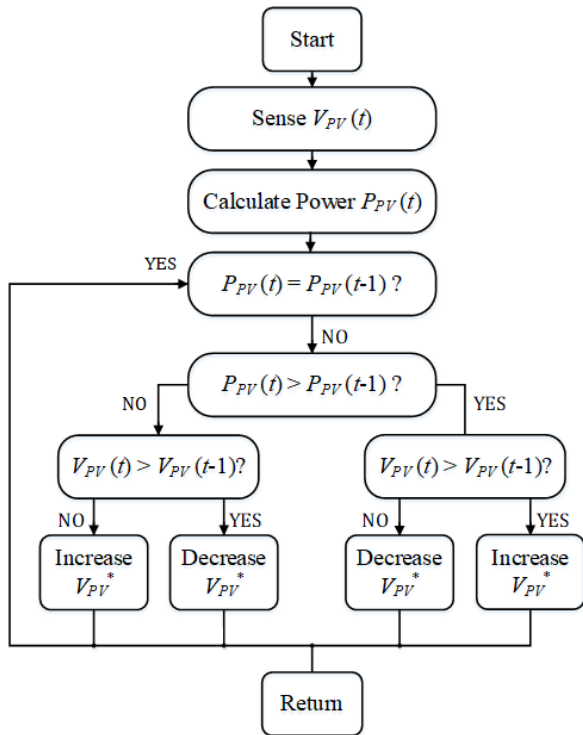 Start
Sense V_PV (t)
Calculate Power P_PV (t)
YES
P_PV (t) = P_PV (t-1) ?
NO
P_PV (t) > P_PV (t-1) ?
NO
YES
V_PV (t) > V_PV (t-1)?
V_PV (t) > V_PV (t-1)?
NO
YES
NO
YES
Increase
V_PV*
Decrease
V_PV*
Decrease
V_PV*
Increase
V_PV*
Return